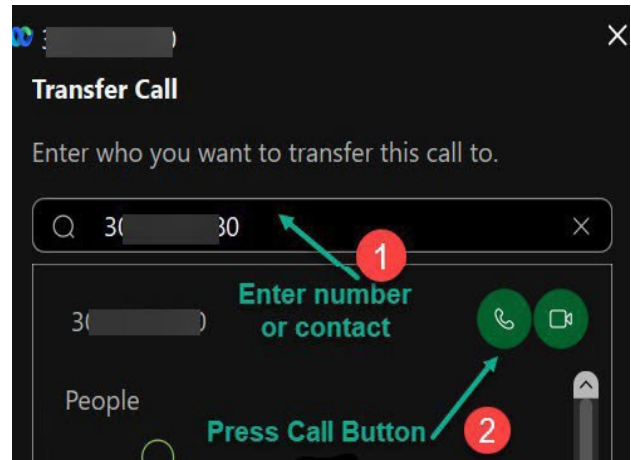 Transfer Call
Enter who you want to transfer this call to.
30
1
Enter number
or contact
People
Press Call Button
2